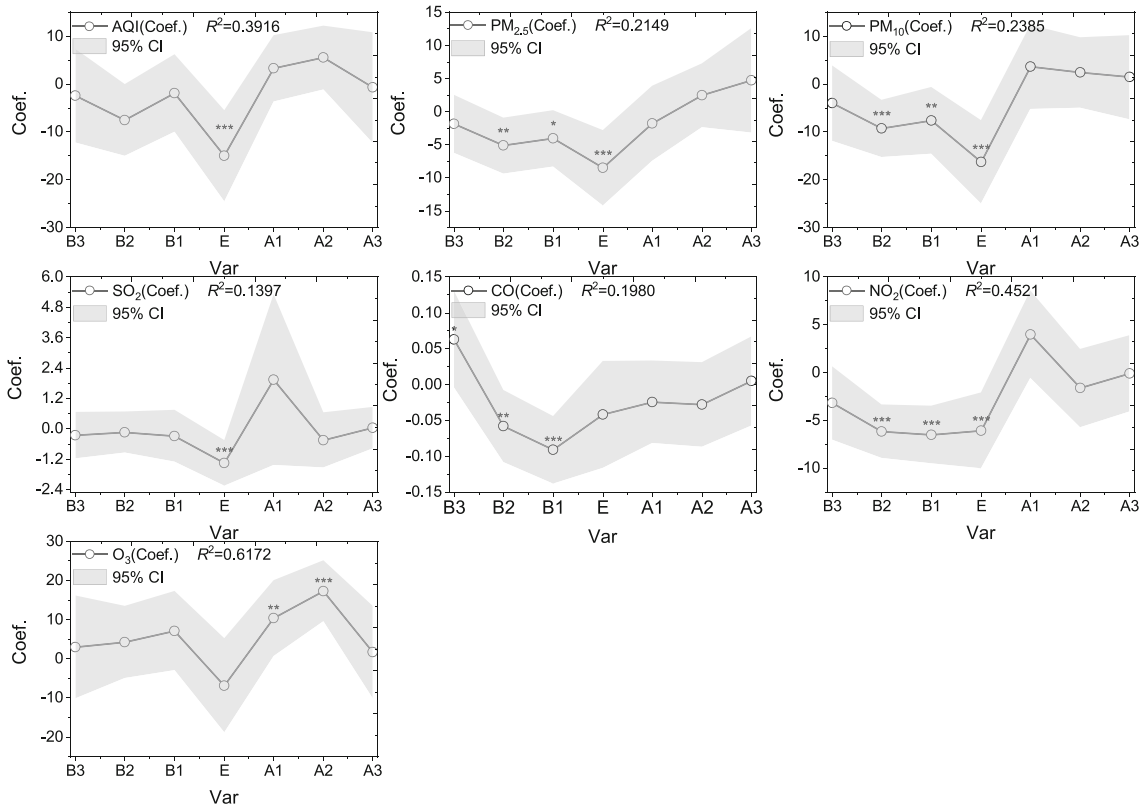 AQI(Coef.) R²=0.3916
95% CI
10
0
-10
-20
-30
Coef.
***
B3 B2 B1 E A1 A2 A3
Var
PM₂.₅(Coef.) R²=0.2149
95% CI
15
10
5
0
-5
-10
-15
Coef.
** * ***
B3 B2 B1 E A1 A2 A3
Var
PM₁₀(Coef.) R²=0.2385
95% CI
10
0
-10
-20
-30
Coef.
*** ** ***
B3 B2 B1 E A1 A2 A3
Var
SO₂(Coef.) R²=0.1397
95% CI
6.0
4.8
3.6
2.4
1.2
0.0
-1.2
-2.4
Coef.
***
B3 B2 B1 E A1 A2 A3
Var
CO(Coef.) R²=0.1980
95% CI
0.15
0.10
0.05
0.00
-0.05
-0.10
-0.15
Coef.
* ** ***
B3 B2 B1 E A1 A2 A3
Var
NO₂(Coef.) R²=0.4521
95% CI
10
5
0
-5
-10
Coef.
*** *** ***
B3 B2 B1 E A1 A2 A3
Var
O₃(Coef.) R²=0.6172
95% CI
30
20
10
0
-10
-20
Coef.
** ***
B3 B2 B1 E A1 A2 A3
Var